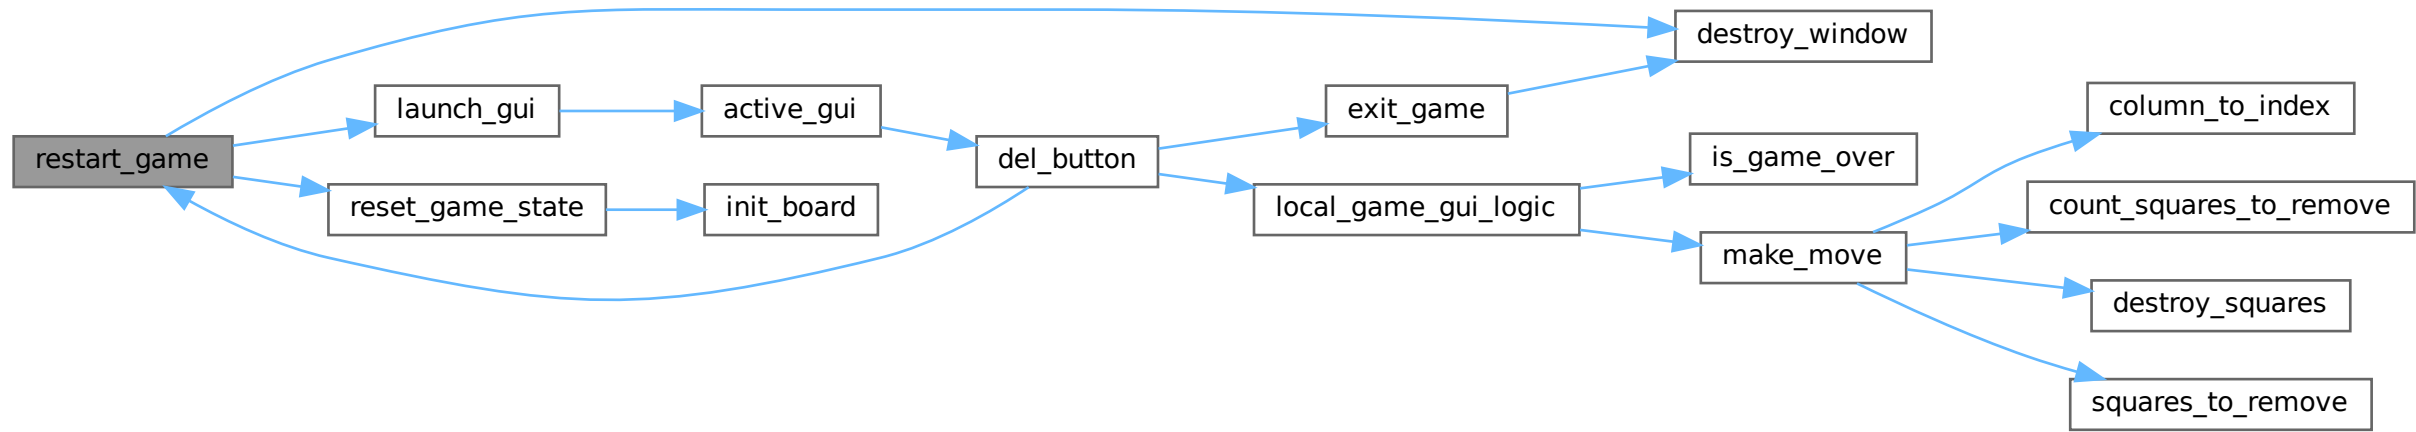 restart_game
launch_gui
reset_game_state
active_gui
init_board
del_button
exit_game
local_game_gui_logic
destroy_window
is_game_over
make_move
column_to_index
count_squares_to_remove
destroy_squares
squares_to_remove